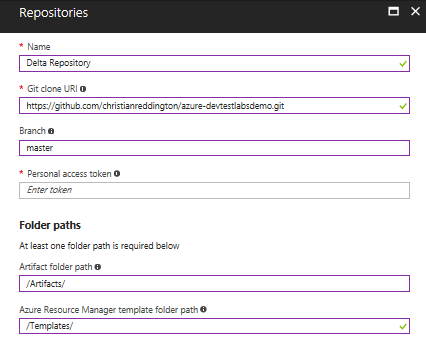 Repositories
* Name
Delta Repository
* Git clone URI
https://github.com/christianreddington/azure-devtestlabsdemo.git
Branch
master
* Personal access token
Enter token
Folder paths
At least one folder path is required below
Artifact folder path
/Artifacts/
Azure Resource Manager template folder path
/Templates/